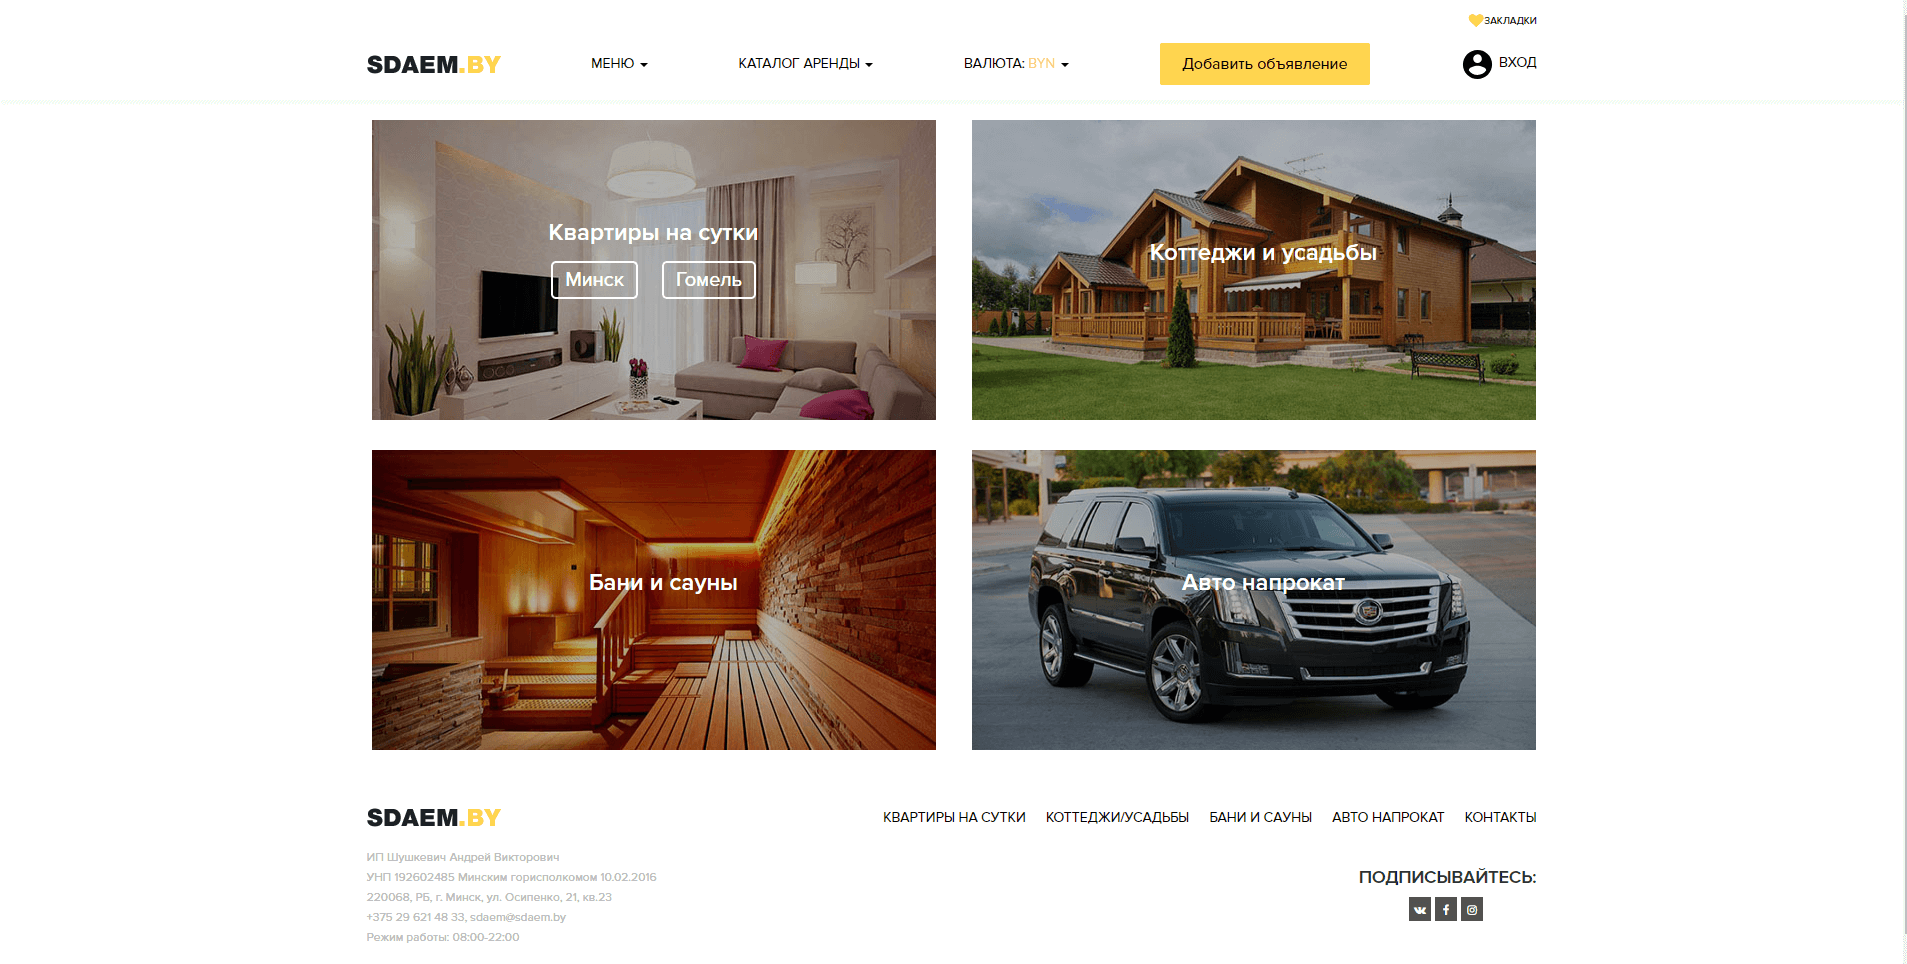 ЗАКЛАДКИ
SDAEM.BY
МЕНЮ
КАТАЛОГ АРЕНДЫ
ВАЛЮТА: BYN
Добавить объявление
ВХОД
Квартиры на сутки
Минск
Гомель
Коттеджи и усадьбы
Бани и сауны
Авто напрокат
SDAEM.BY
КВАРТИРЫ НА СУТКИ
КОТТЕДЖИ/УСАДЬБЫ
БАНИ И САУНЫ
АВТО НАПРОКАТ
КОНТАКТЫ
ИП Шушкевич Андрей Викторович
УНП 192602485 Минским горисполкомом 10.02.2016
220068, РБ, г. Минск, ул. Осипенко, 21, кв.23
+375 29 621 48 33, sdaem@sdaem.by
Режим работы: 08:00-22:00
ПОДПИСЫВАЙТЕСЬ: